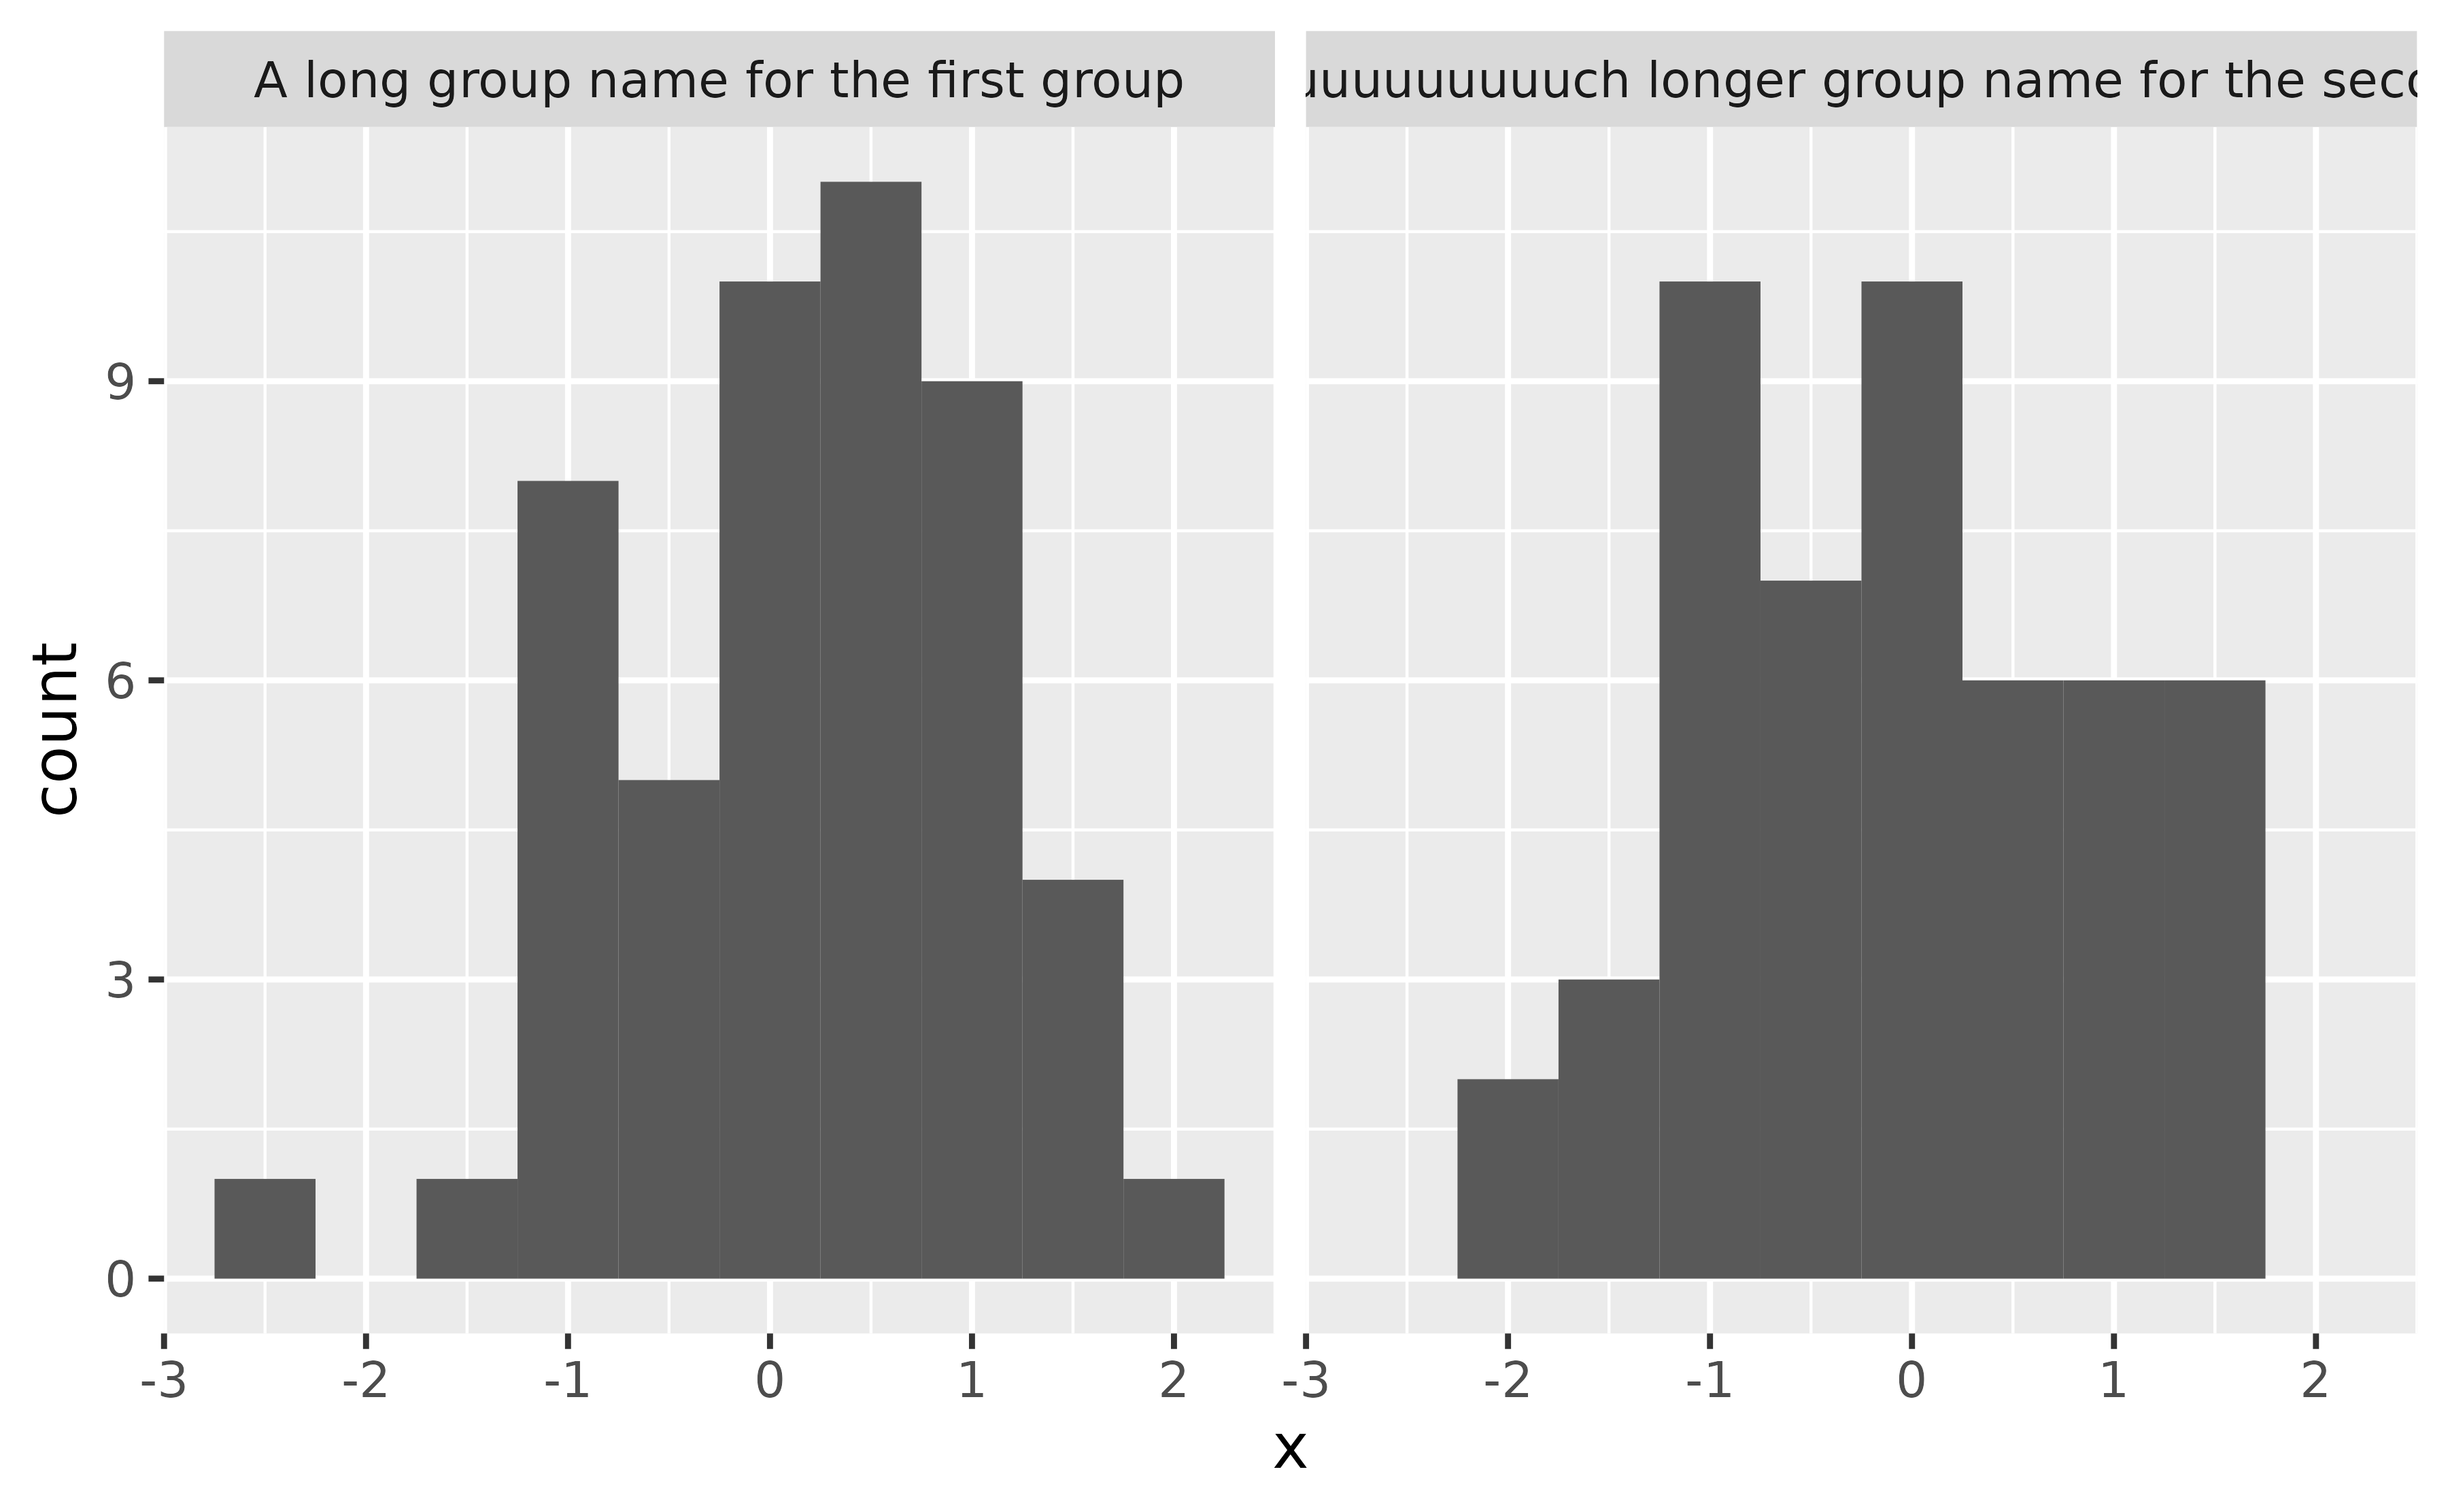 A long group name for the first group
uuuuuuuuuuch longer group name for the seco
count
9
6
3
0
-3 -2 -1 0 1 2
-3 -2 -1 0 1 2
x